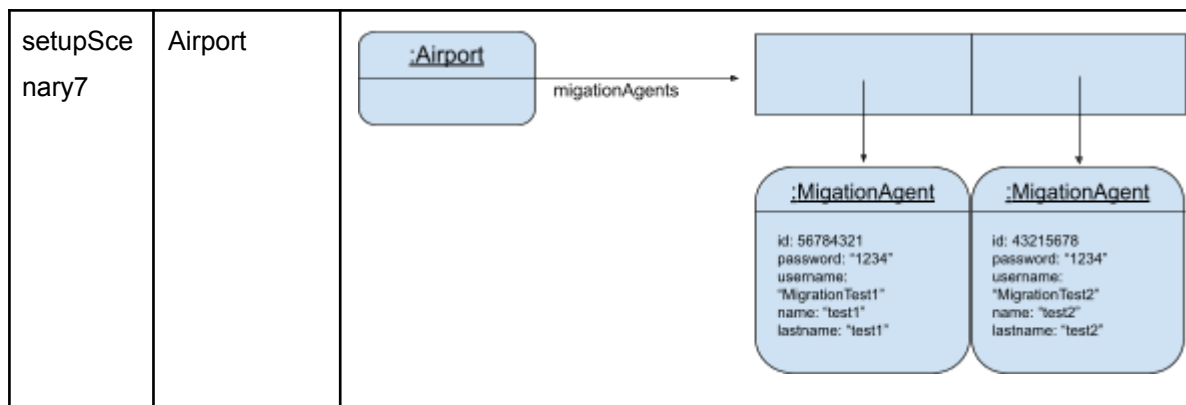 setupSce
nary7
Airport
:Airport
migationAgents
:MigationAgent
id: 56784321
password: "1234"
username:
"MigrationTest1"
name: "test1"
lastname: "test1"
:MigationAgent
id: 43215678
password: "1234"
username:
"MigrationTest2"
name: "test2"
lastname: "test2"